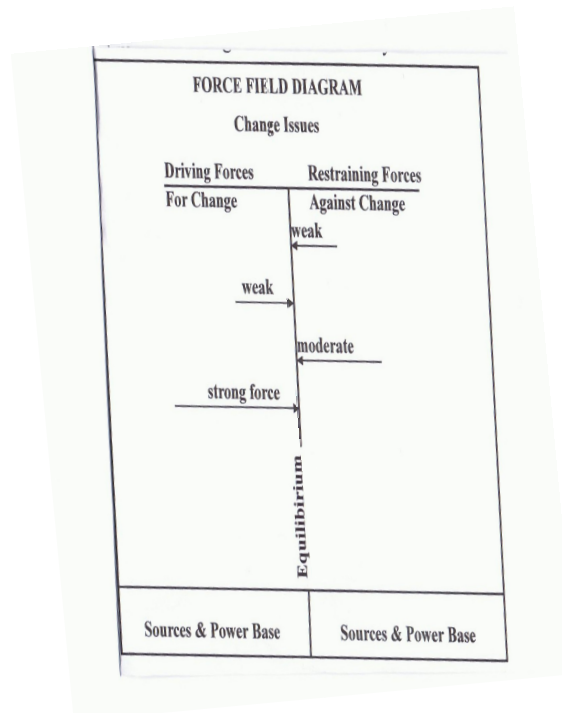 FORCE FIELD DIAGRAM
Change Issues
Driving Forces Restraining Forces
For Change Against Change
weak
weak
moderate
strong force
Equilibirium
Sources & Power Base Sources & Power Base